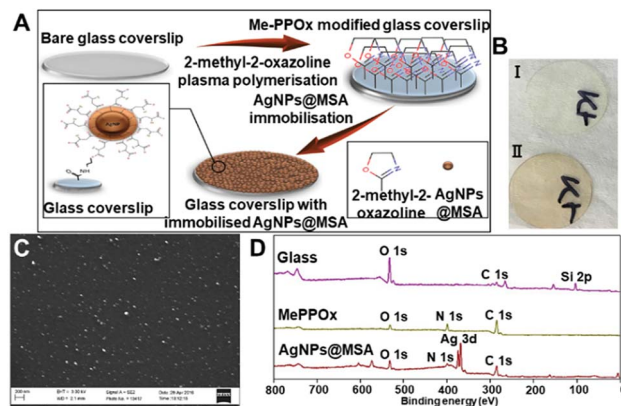 A
Bare glass coverslip
Me-PPOx modified glass coverslip
2-methyl-2-oxazoline
plasma polymerisation
AgNPs@MSA
immobilisation
Glass coverslip
Glass coverslip with
immobilised AgNPs@MSA
2-methyl-2-
oxazoline
AgNPs
@MSA
B
I
II
C
D
Glass
O 1s
C 1s
Si 2p
MePPOx
O 1s
N 1s
C 1s
AgNPs@MSA
O 1s
N 1s
Ag 3d
C 1s
800 700 600 500 400 300 200 100 0
Binding energy(eV)